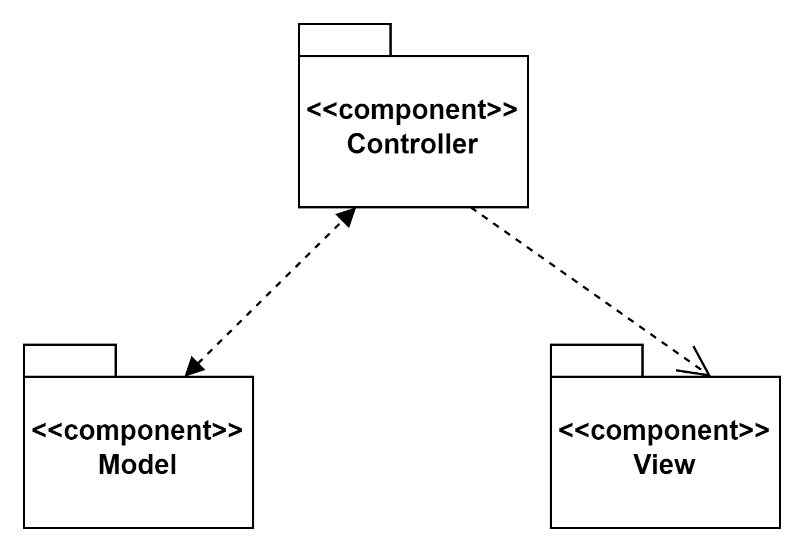 <<component>>
Controller
<<component>>
Model
<<component>>
View